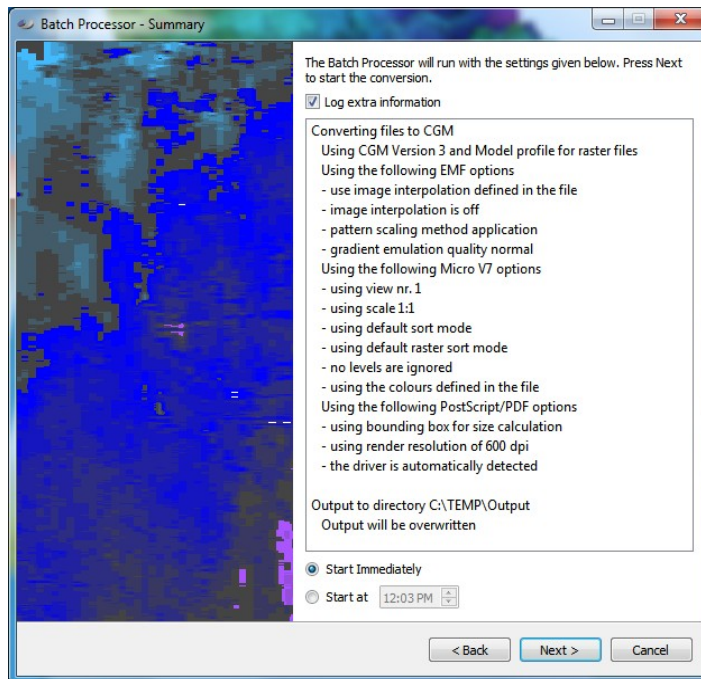 Batch Processor - Summary
The Batch Processor will run with the settings given below. Press Next
to start the conversion.
Log extra information
Converting files to CGM
Using CGM Version 3 and Model profile for raster files
Using the following EMF options
- use image interpolation defined in the file
- image interpolation is off
- pattern scaling method application
- gradient emulation quality normal
Using the following Micro V7 options
- using view nr. 1
- using scale 1:1
- using default sort mode
- using default raster sort mode
- no levels are ignored
- using the colours defined in the file
Using the following PostScript/PDF options
- using bounding box for size calculation
- using render resolution of 600 dpi
- the driver is automatically detected
Output to directory C:\TEMP\Output
Output will be overwritten
Start Immediately
Start at 12:03 PM
< Back Next > Cancel